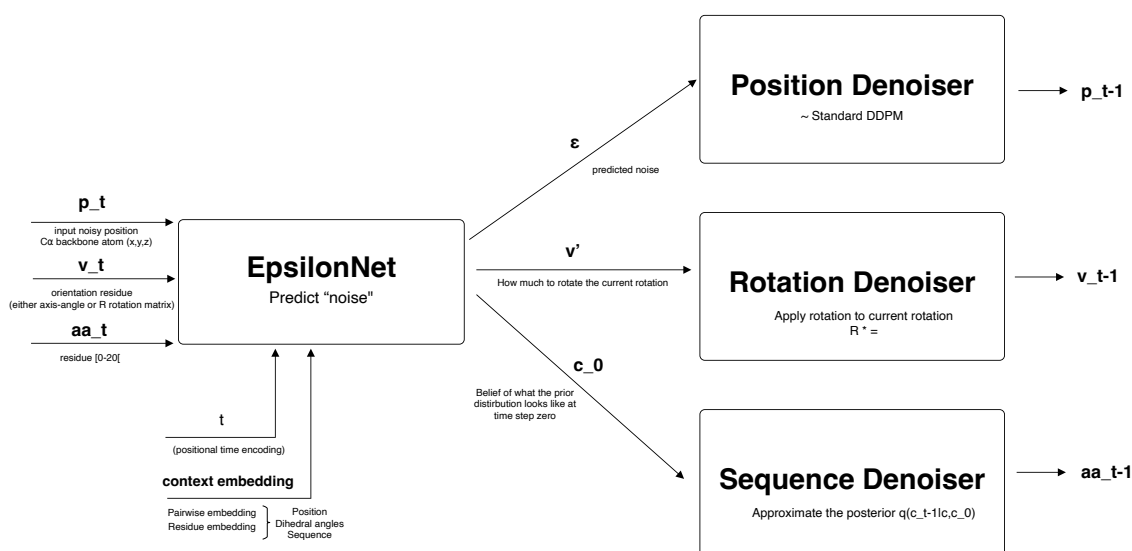 p_t
input noisy position
Cα backbone atom (x,y,z)
v_t
orientation residue
(either axis-angle or R rotation matrix)
aa_t
residue [0-20[
t
(positional time encoding)
context embedding
Pairwise embedding
Residue embedding
Position
Dihedral angles
Sequence
EpsilonNet
Predict “noise"
ε
predicted noise
v’
How much to rotate the current rotation
c_0
Belief of what the prior
distirbution looks like at
time step zero
Position Denoiser
~ Standard DDPM
p_t-1
Rotation Denoiser
Apply rotation to current rotation
R * =
v_t-1
Sequence Denoiser
Approximate the posterior q(c_t-1|c,c_0)
aa_t-1